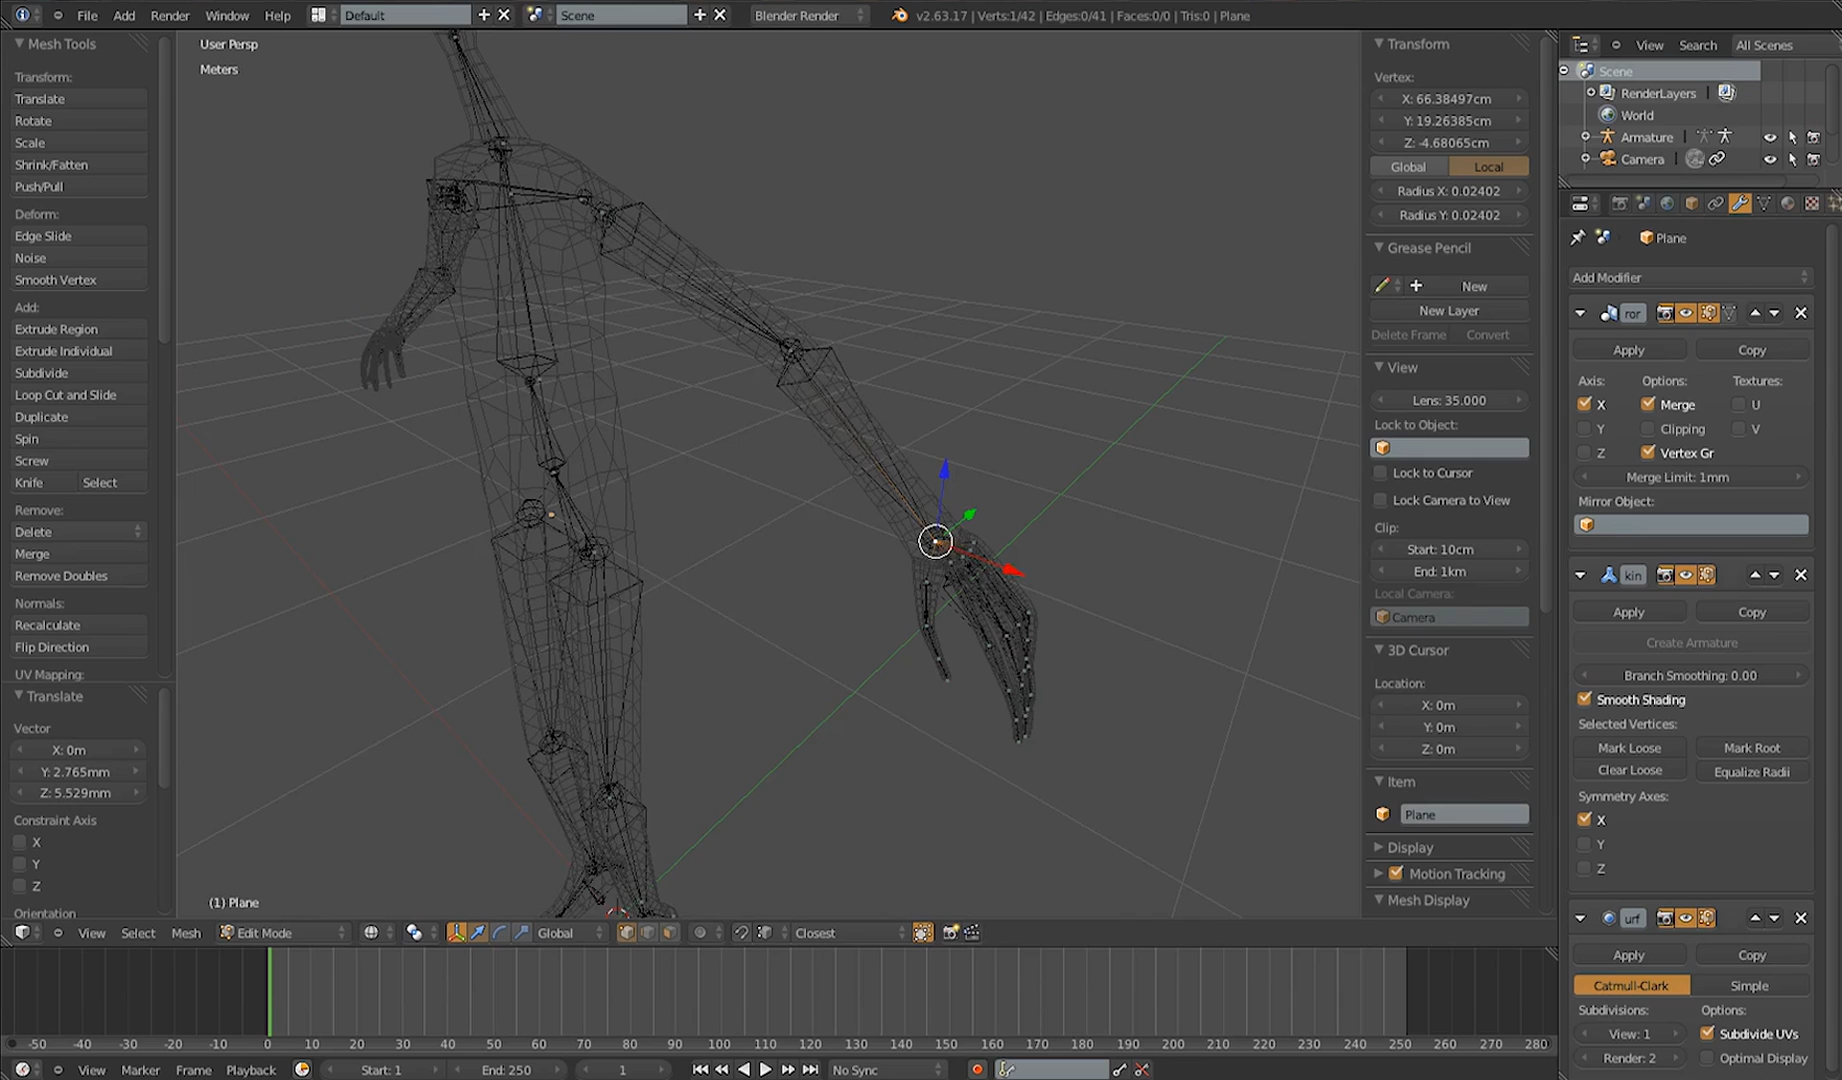 File Add Render Window Help Default Scene Blender Render v2.63.17 | Verts:1/42 | Edges:0/41 | Faces:0/0 | Tris:0 | Plane
Mesh Tools
Transform:
Translate
Rotate
Scale
Shrink/Fatten
Push/Pull
Deform:
Edge Slide
Noise
Smooth Vertex
Add:
Extrude Region
Extrude Individual
Subdivide
Loop Cut and Slide
Duplicate
Spin
Screw
Knife Select
Remove:
Delete
Merge
Remove Doubles
Normals:
Recalculate
Flip Direction
UV Mapping:
Translate
Vector
X: 0m
Y: 2.765mm
Z: 5.529mm
Constraint Axis
X
Y
Z
Orientation
User Persp
Meters
(1) Plane
Transform
Vertex:
X: 66.38497cm
Y: 19.26385cm
Z: -4.68065cm
Global Local
Radius X: 0.02402
Radius Y: 0.02402
Grease Pencil
New
New Layer
Delete Frame Convert
View
Lens: 35.000
Lock to Object:
Lock to Cursor
Lock Camera to View
Clip:
Start: 10cm
End: 1km
Local Camera:
Camera
3D Cursor
Location:
X: 0m
Y: 0m
Z: 0m
Item
Plane
Display
Motion Tracking
Mesh Display
View Search All Scenes
Scene
RenderLayers
World
Armature
Camera
Plane
Add Modifier
ror
Apply Copy
Axis: Options: Textures:
X Merge U
Y Clipping V
Z Vertex Gr
Merge Limit: 1mm
Mirror Object:
kin
Apply Copy
Create Armature
Branch Smoothing: 0.00
Smooth Shading
Selected Vertices:
Mark Loose Mark Root
Clear Loose Equalize Radii
Symmetry Axes:
X
Y
Z
urf
Apply Copy
Catmull-Clark Simple
Subdivisions: Options:
View: 1 Subdivide UVs
Render: 2 Optimal Display
View Select Mesh Edit Mode Global Closest
-50 -40 -30 -20 -10 0 10 20 30 40 50 60 70 80 90 100 110 120 130 140 150 160 170 180 190 200 210 220 230 240 250 260 270 280
View Marker Frame Playback Start: 1 End: 250 1 No Sync